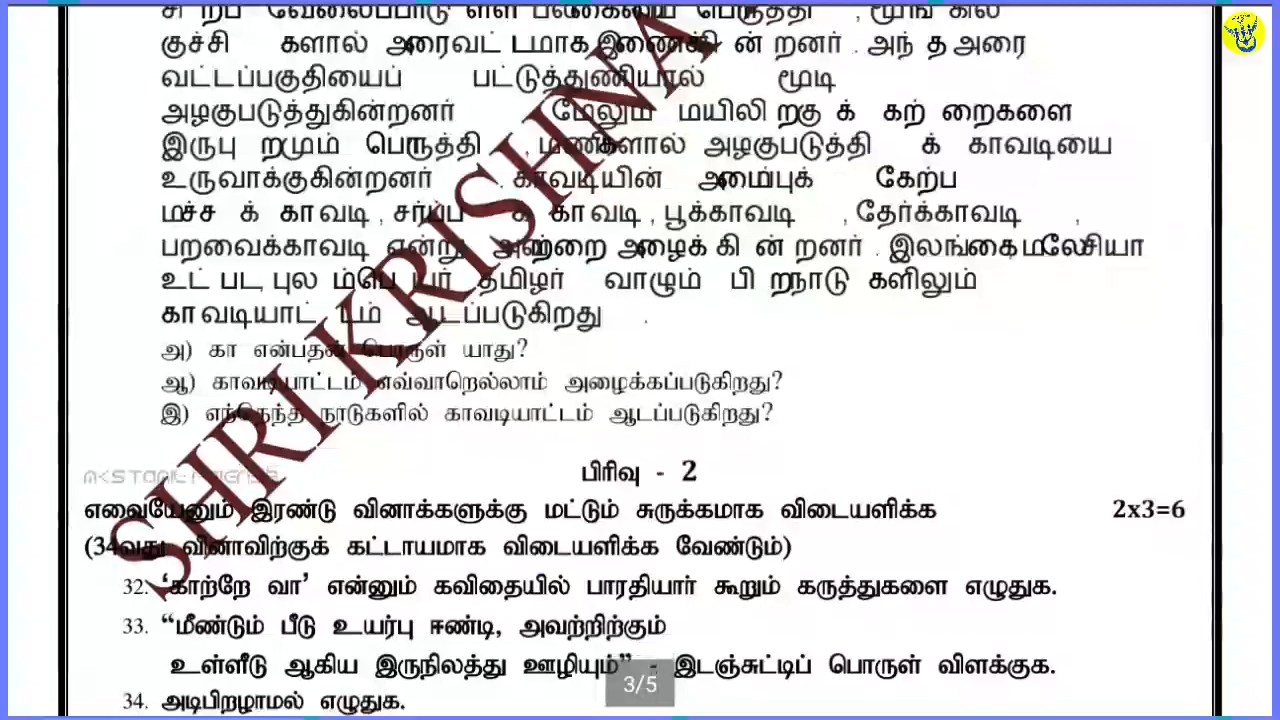 குச்சிகளால் அரைவட்டமாக இணைக்கின்றனர். அந்த அரை
வட்டப்பகுதியைப் பட்டுத்துணியால் மூடி
அழகுபடுத்துகின்றனர் மேலும் மயிலிறகுக் கற்றைகளை
இருபுறமும் பொருத்தி, மணிகளால் அழகுபடுத்திக் காவடியை
உருவாக்குகின்றனர். காவடியின் அமைப்புக்கேற்ப
மச்சக் காவடி, சர்ப்பக் காவடி, பூக்காவடி, தேர்க்காவடி,
பறவைக்காவடி என்று அவற்றை அழைக்கின்றனர். இலங்கை மலேசியா
உட்பட, புலம்பெயர் தமிழர் வாழும் பிறநாடுகளிலும்
காவடியாட்டம் ஆடப்படுகிறது.
அ) கா என்பதன் பொருள் யாது?
ஆ) காவடியாட்டம் எவ்வாறெல்லாம் அழைக்கப்படுகிறது?
இ) எந்தெந்த நாடுகளில் காவடியாட்டம் ஆடப்படுகிறது?
பிரிவு - 2
எவையேனும் இரண்டு வினாக்களுக்கு மட்டும் சுருக்கமாக விடையளிக்க 2x3=6
(34வது வினாவிற்குக் கட்டாயமாக விடையளிக்க வேண்டும்)
32. ‘காற்றே வா’ என்னும் கவிதையில் பாரதியார் கூறும் கருத்துகளை எழுதுக.
33. “மீண்டும் பீடு உயர்பு ஈண்டி, அவற்றிற்கும்
உள்ளீடு ஆகிய இருநிலத்து ஊழியும்” - இடஞ்சுட்டிப் பொருள் விளக்குக.
34. அடிபிறழாமல் எழுதுக.
3/5
SHRI KRISHNA